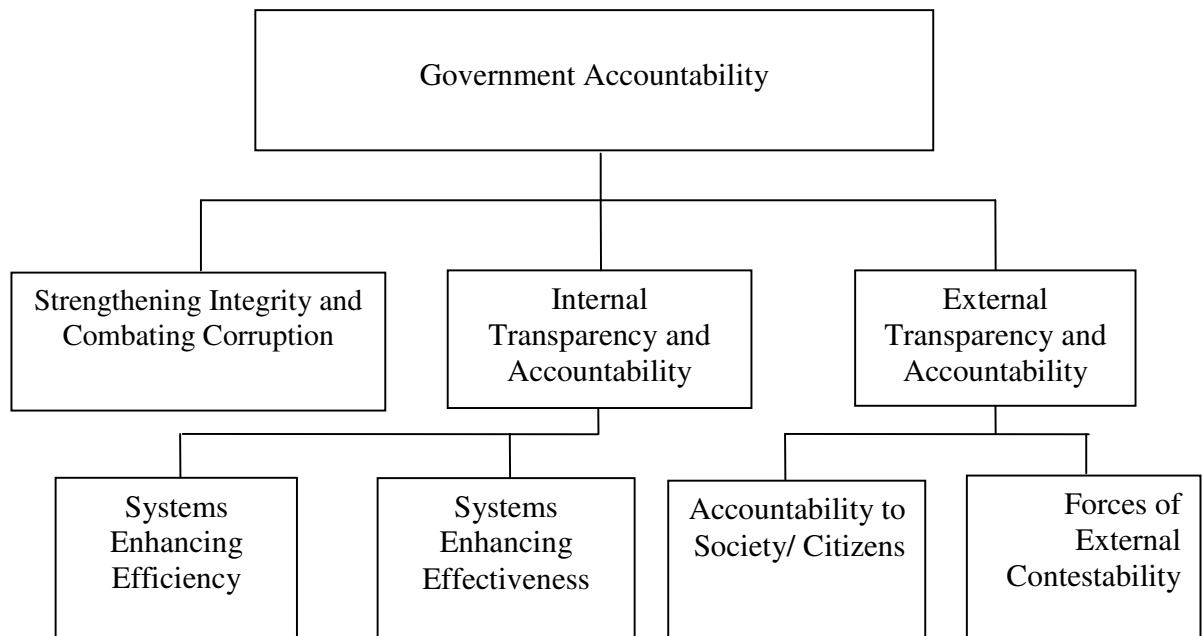 Government Accountability
Strengthening Integrity and
Combating Corruption
Internal
Transparency and
Accountability
External
Transparency and
Accountability
Systems
Enhancing
Efficiency
Systems
Enhancing
Effectiveness
Accountability to
Society/ Citizens
Forces of
External
Contestability